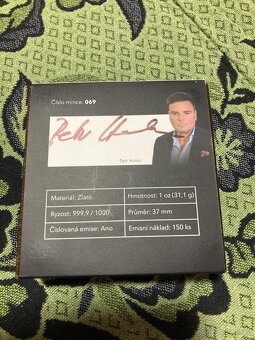 Číslo mince: 069
Petr Holec
Materiál: Zlato
Hmotnost: 1 oz (31,1 g)
Ryzost: 999.9 / 1000
Průměr: 37 mm
Číslovaná emise: Ano
Emisní náklad: 150 ks